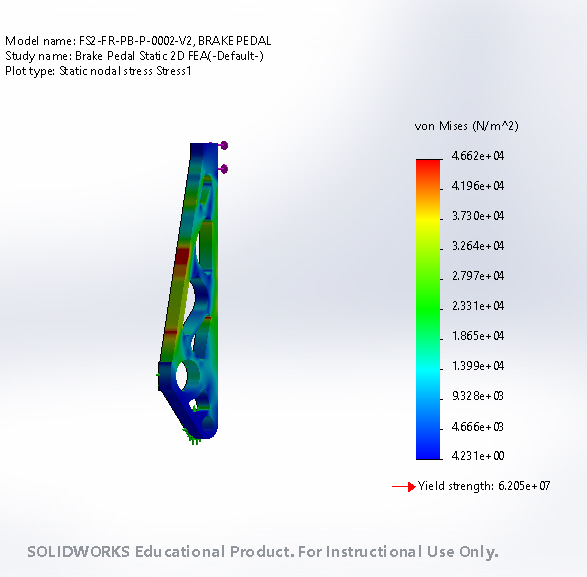 Model name: FS2-FR-PB-P-0002-V2, BRAKE PEDAL
Study name: Brake Pedal Static 2D FEA(-Default-)
Plot type: Static nodal stress Stress1
von Mises (N/m^2)
4.662e+04
4.196e+04
3.730e+04
3.264e+04
2.797e+04
2.331e+04
1.865e+04
1.399e+04
9.328e+03
4.666e+03
4.231e+00
Yield strength: 6.205e+07
SOLIDWORKS Educational Product. For Instructional Use Only.